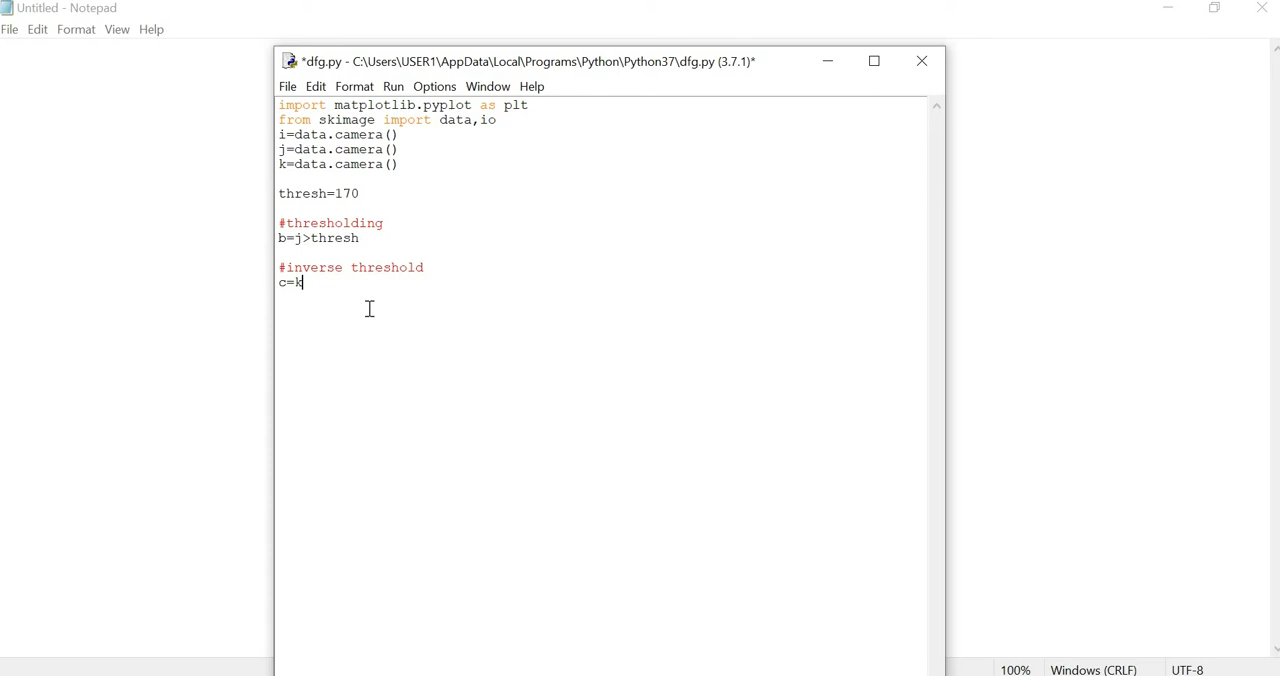 Untitled - Notepad
File Edit Format View Help
*dfg.py - C:\Users\USER1\AppData\Local\Programs\Python\Python37\dfg.py (3.7.1)*
File Edit Format Run Options Window Help
import matplotlib.pyplot as plt
from skimage import data,io
i=data.camera()
j=data.camera()
k=data.camera()
thresh=170
#thresholding
b=j>thresh
#inverse threshold
c=k
100% Windows (CRLF) UTF-8